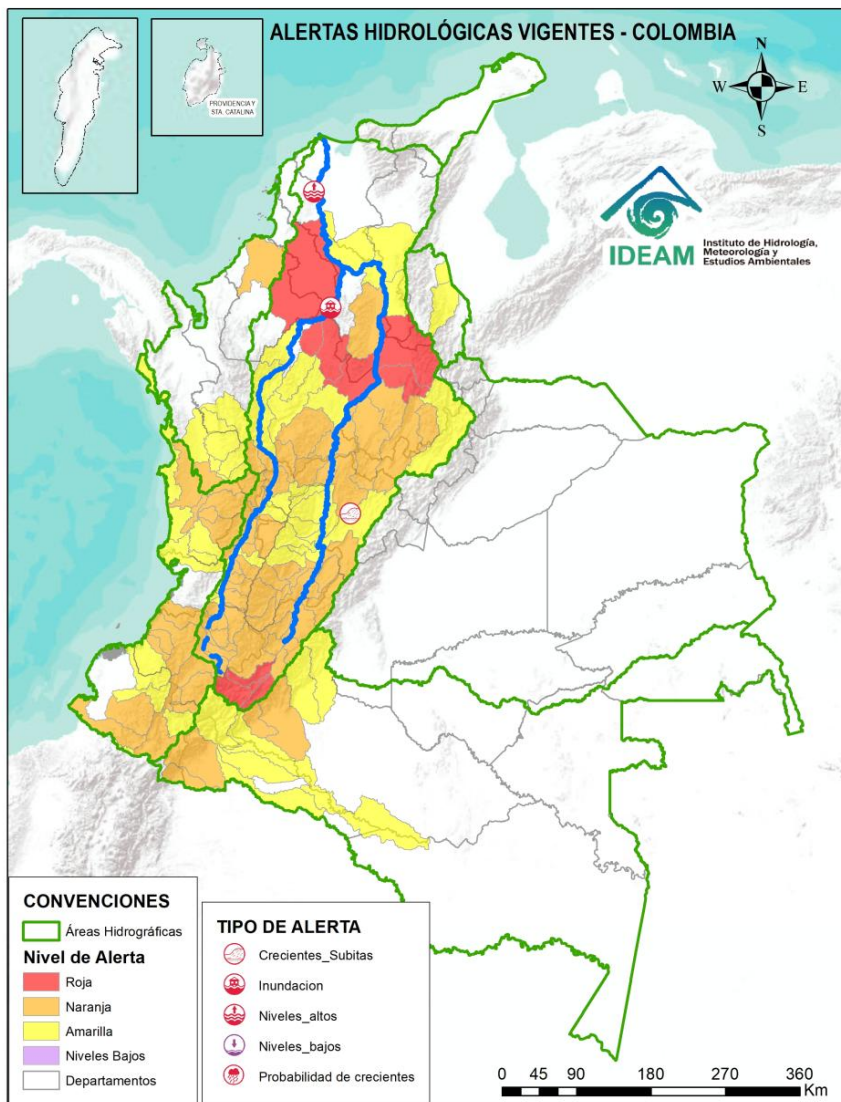 ALERTAS HIDROLÓGICAS VIGENTES - COLOMBIA
PROVIDENCIA Y
STA. CATALINA
N
W
E
S
IDEAM
Instituto de Hidrología,
Meteorología y
Estudios Ambientales
CONVENCIONES
Áreas Hidrográficas
Nivel de Alerta
Roja
Naranja
Amarilla
Niveles Bajos
Departamentos
TIPO DE ALERTA
Crecientes_Subitas
Inundacion
Niveles_altos
Niveles_bajos
Probabilidad de crecientes
0 45 90 180 270 360
Km